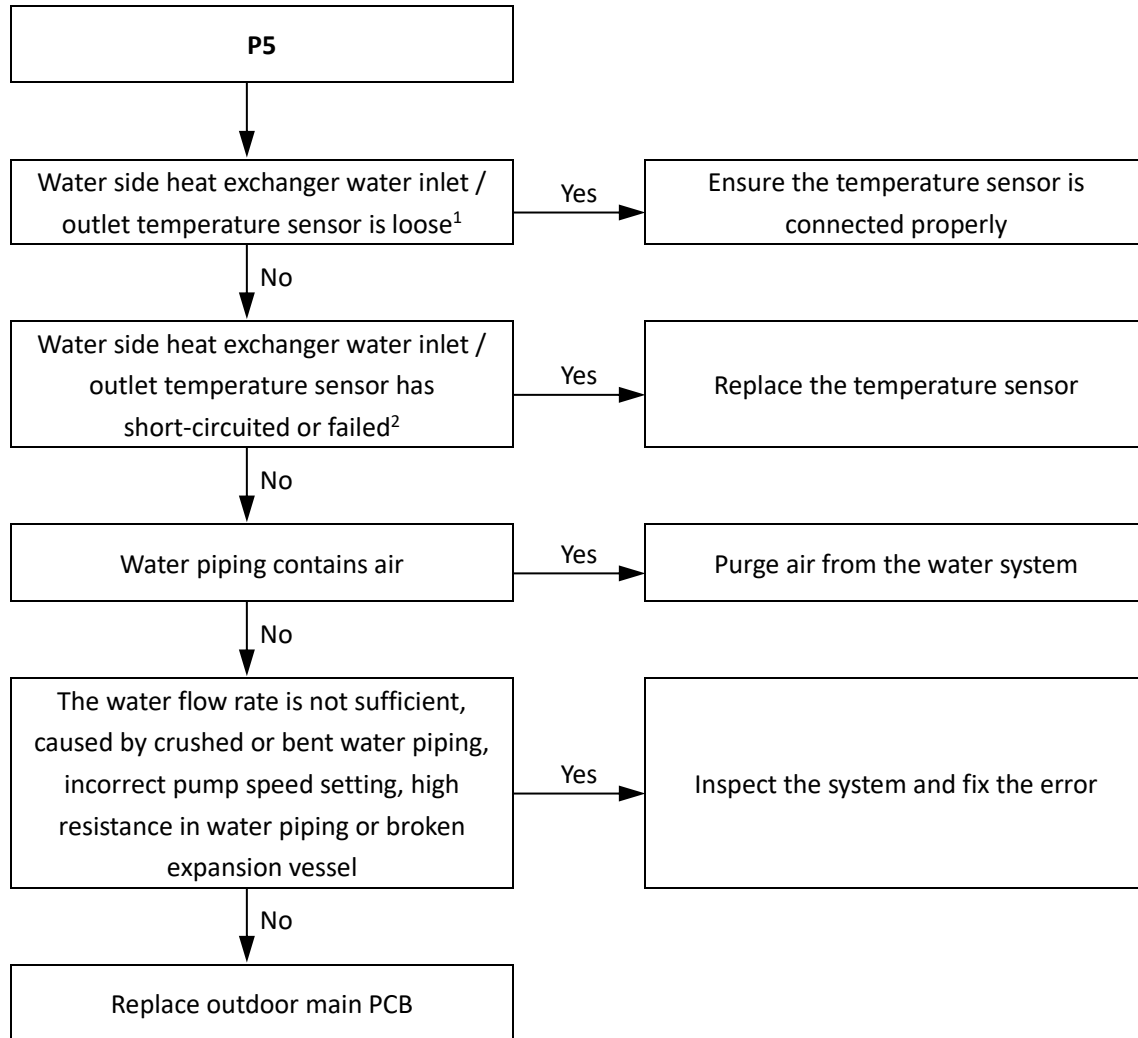 P5
Water side heat exchanger water inlet /
outlet temperature sensor is loose¹
Yes
Ensure the temperature sensor is
connected properly
No
Water side heat exchanger water inlet /
outlet temperature sensor has
short-circuited or failed²
Yes
Replace the temperature sensor
No
Water piping contains air
Yes
Purge air from the water system
No
The water flow rate is not sufficient,
caused by crushed or bent water piping,
incorrect pump speed setting, high
resistance in water piping or broken
expansion vessel
Yes
Inspect the system and fix the error
No
Replace outdoor main PCB